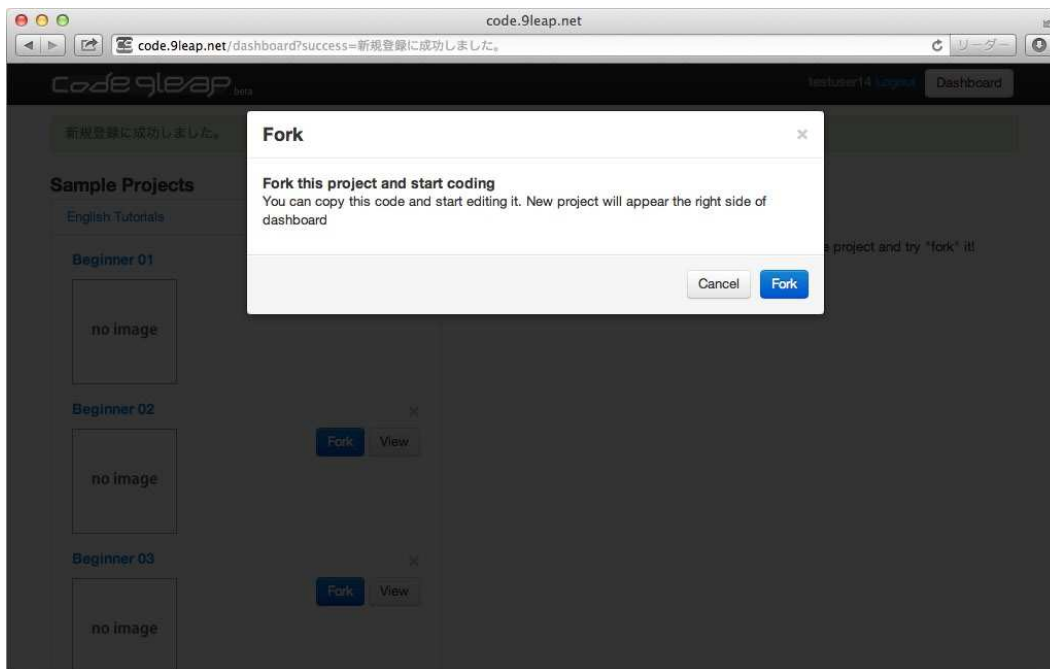 code.9leap.net
code.9leap.net/dashboard?success=新規登録に成功しました。
リーダー
code 9leap beta
testuser14 Logout
Dashboard
新規登録に成功しました。
Fork
×
Fork this project and start coding
You can copy this code and start editing it. New project will appear the right side of
dashboard
Cancel
Fork
Sample Projects
English Tutorials
project and try "fork" it!
Beginner 01
no image
Beginner 02
×
Fork
View
no image
Beginner 03
×
Fork
View
no image